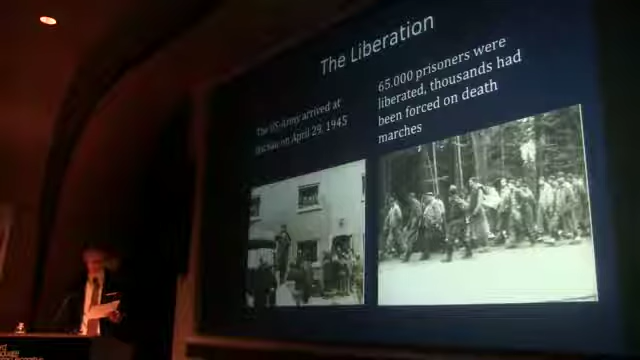 The Liberation
The US-Army arrived at
Dachau on April 29, 1945
65.000 prisoners were
liberated, thousands had
been forced on death
marches